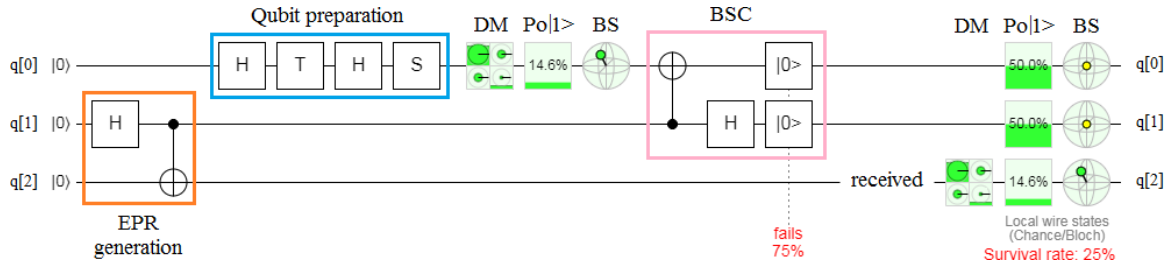 Qubit preparation
DM Po|1> BS
BSC
DM Po|1> BS
q[0] |0⟩ H T H S 14.6% |0> 50.0% q[0]
q[1] |0⟩ H H |0> 50.0% q[1]
q[2] |0⟩ received 14.6% q[2]
EPR
generation
fails
75%
Local wire states
(Chance/Bloch)
Survival rate: 25%